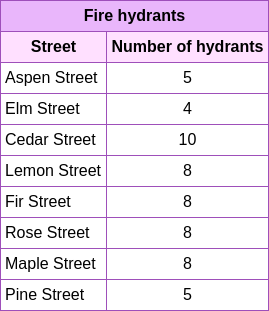 Fire hydrants
Street Number of hydrants
Aspen Street 5
Elm Street 4
Cedar Street 10
Lemon Street 8
Fir Street 8
Rose Street 8
Maple Street 8
Pine Street 5